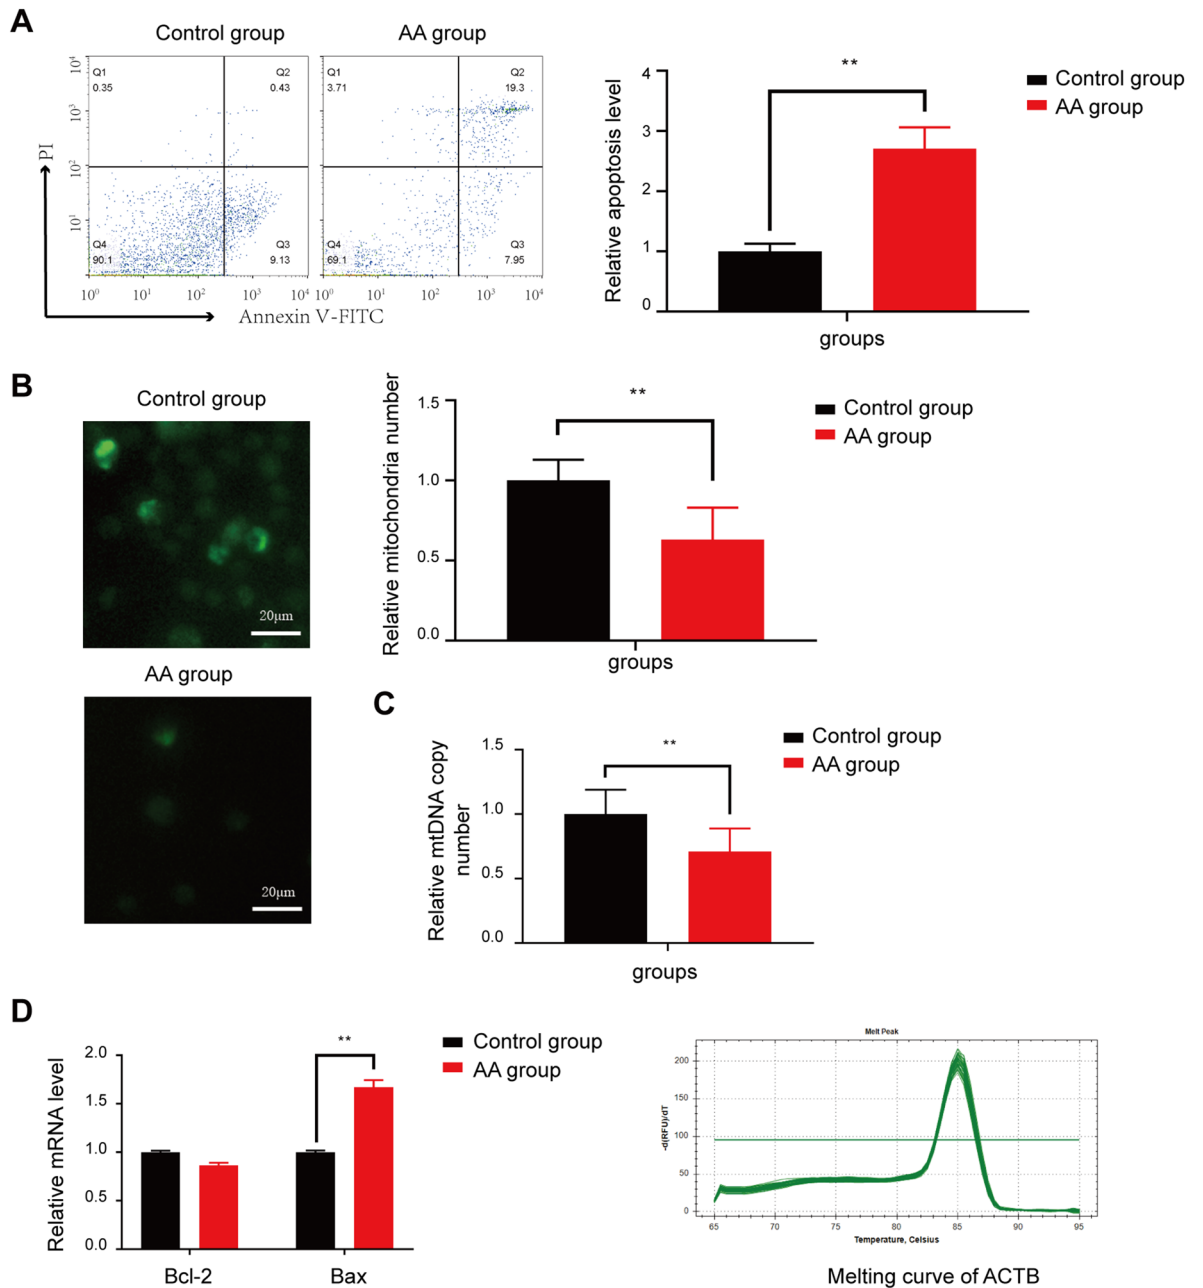 A
Control group
AA group
PI
10⁴
10³
10²
10¹
Q1
0.35
Q2
0.43
Q4
90.1
Q3
9.13
Q1
3.71
Q2
19.3
Q4
69.1
Q3
7.95
10⁰ 10¹ 10² 10³ 10⁴
10⁰ 10¹ 10² 10³ 10⁴
Annexin V-FITC
Relative apoptosis level
4
3
2
1
0
**
groups
Control group
AA group
B
Control group
20μm
AA group
20μm
Relative mitochondria number
1.5
1.0
0.5
0.0
**
groups
Control group
AA group
C
Relative mtDNA copy
number
1.5
1.0
0.5
0.0
**
groups
Control group
AA group
D
Relative mRNA level
2.0
1.5
1.0
0.5
0.0
**
Bcl-2 Bax
Control group
AA group
Melt Peak
-d(RFU)/dT
200
150
100
50
0
65 70 75 80 85 90 95
Temperature, Celsius
Melting curve of ACTB